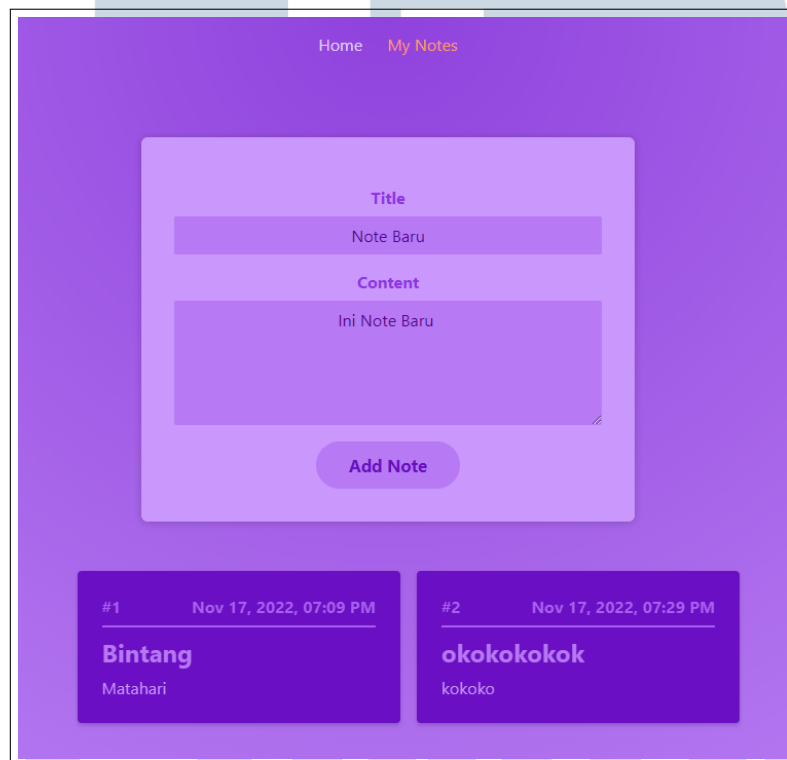 Home My Notes
Title
Note Baru
Content
Ini Note Baru
Add Note
#1 Nov 17, 2022, 07:09 PM
Bintang
Matahari
#2 Nov 17, 2022, 07:29 PM
okokokokok
kokoko